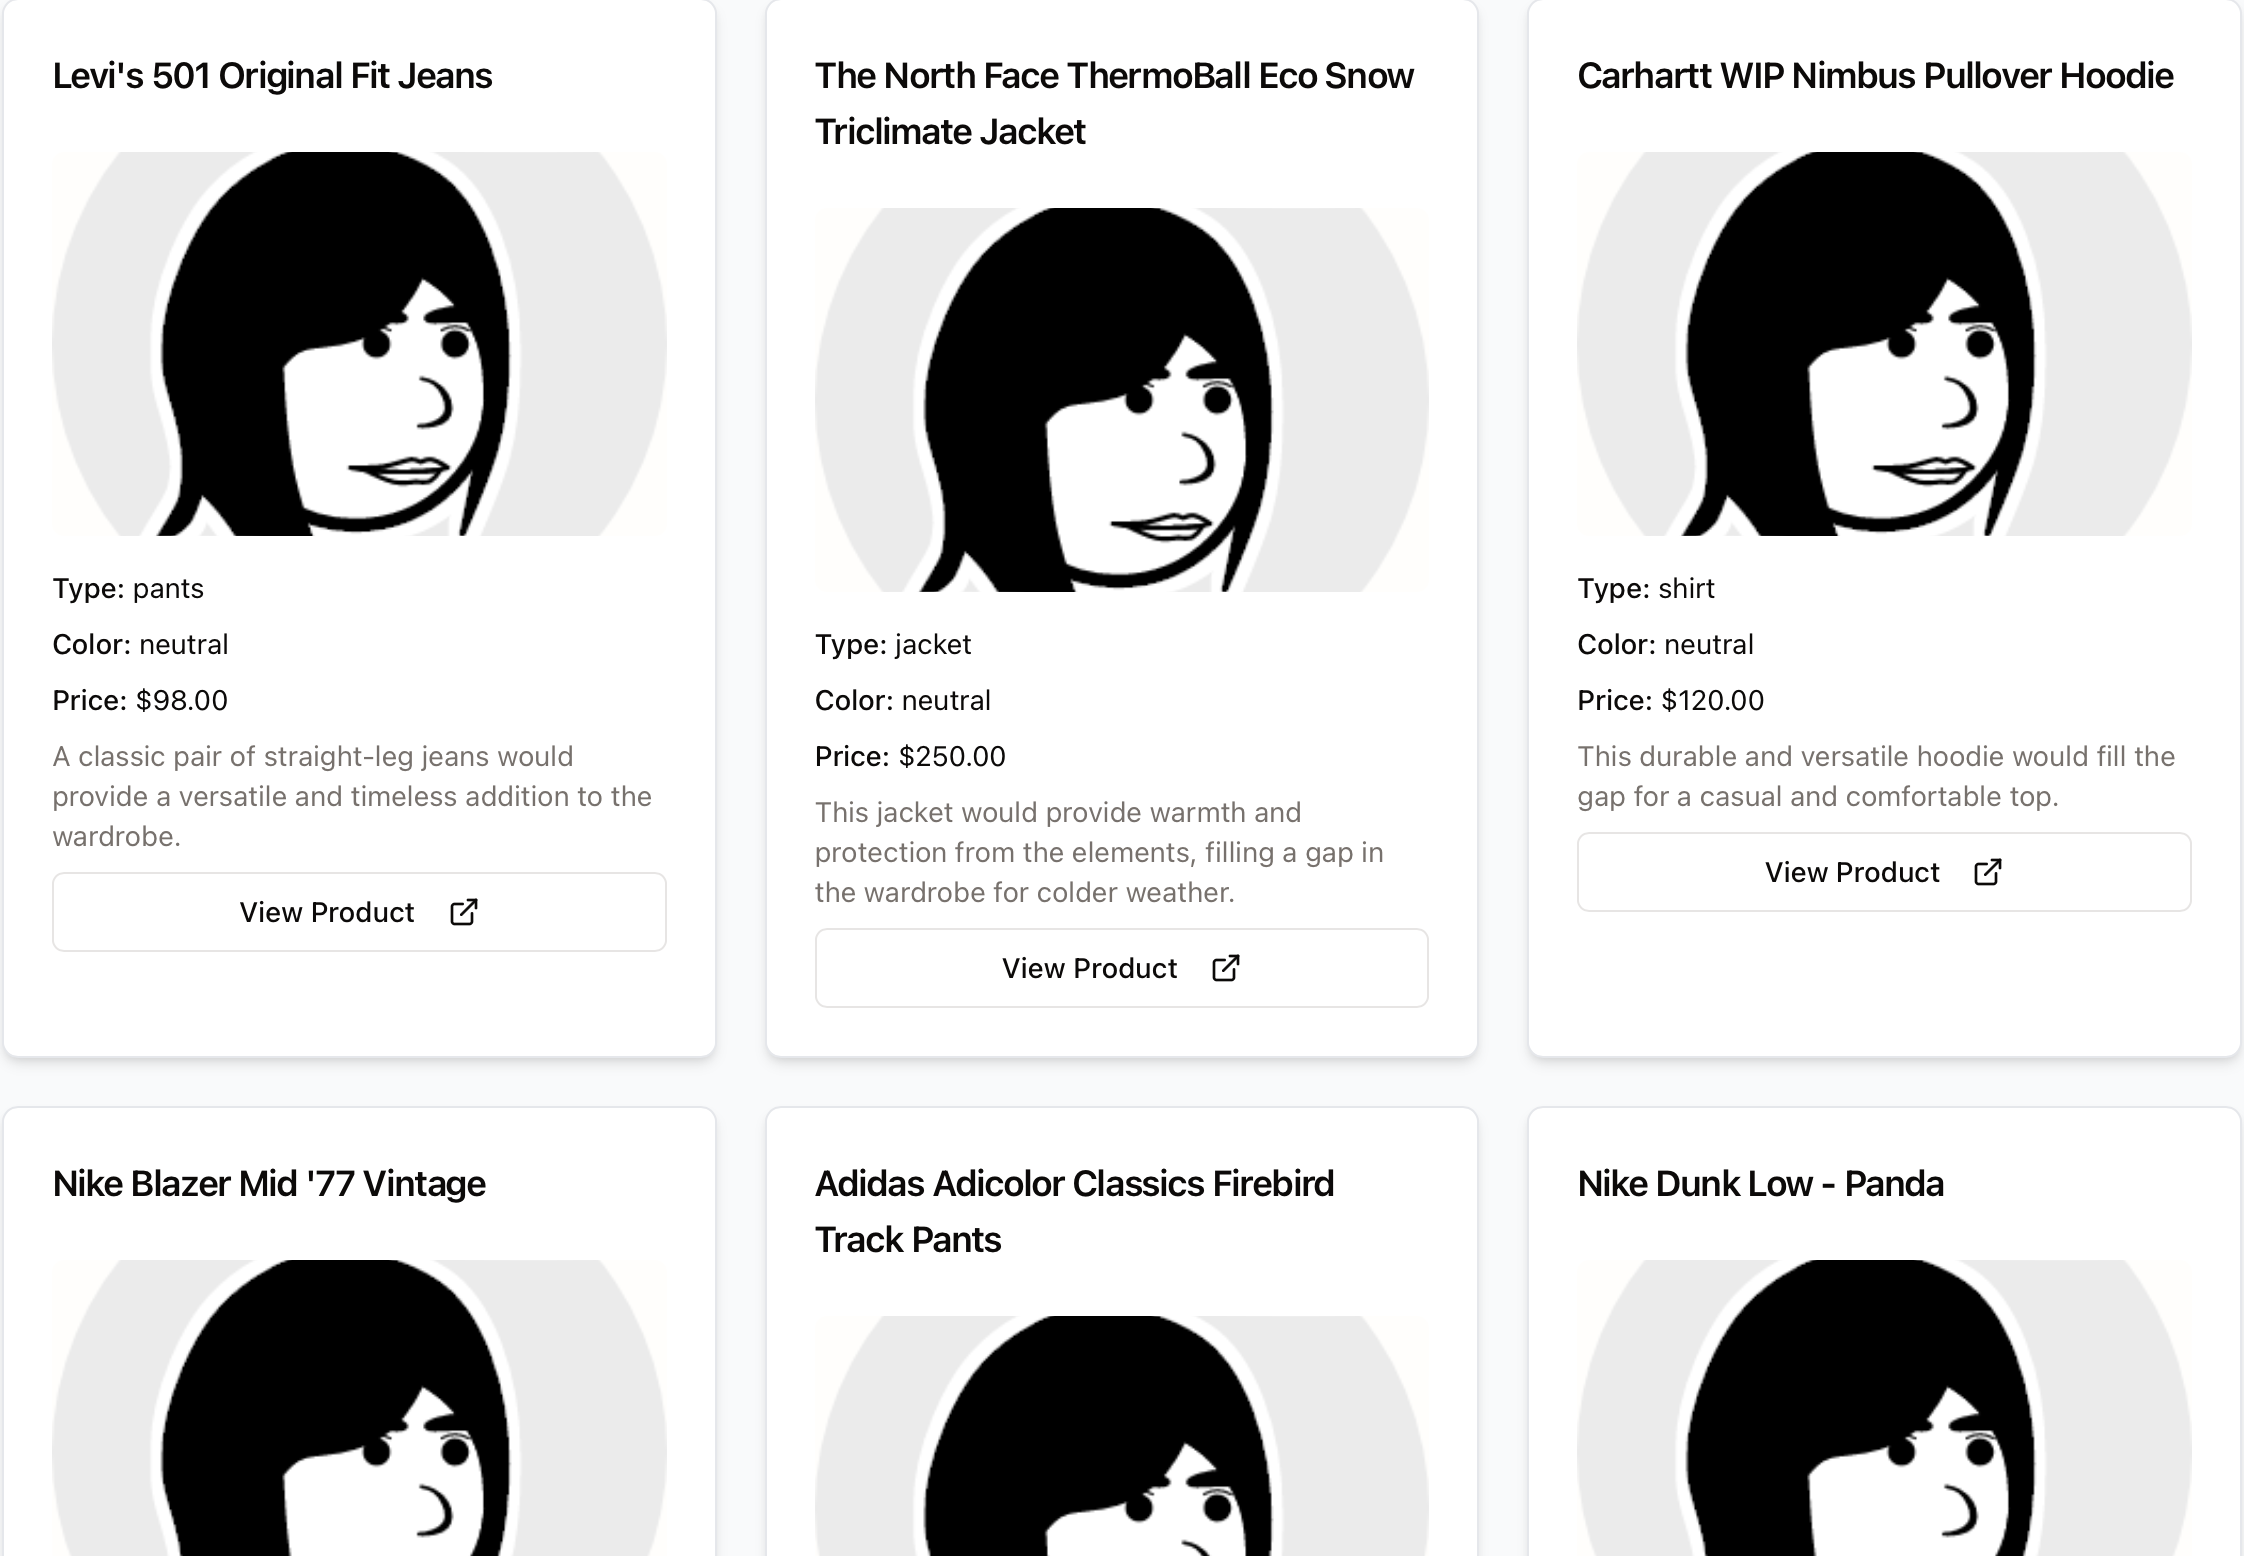 Levi's 501 Original Fit Jeans
Type: pants
Color: neutral
Price: $98.00
A classic pair of straight-leg jeans would
provide a versatile and timeless addition to the
wardrobe.
View Product
The North Face ThermoBall Eco Snow
Triclimate Jacket
Type: jacket
Color: neutral
Price: $250.00
This jacket would provide warmth and
protection from the elements, filling a gap in
the wardrobe for colder weather.
View Product
Carhartt WIP Nimbus Pullover Hoodie
Type: shirt
Color: neutral
Price: $120.00
This durable and versatile hoodie would fill the
gap for a casual and comfortable top.
View Product
Nike Blazer Mid '77 Vintage
Adidas Adicolor Classics Firebird
Track Pants
Nike Dunk Low - Panda